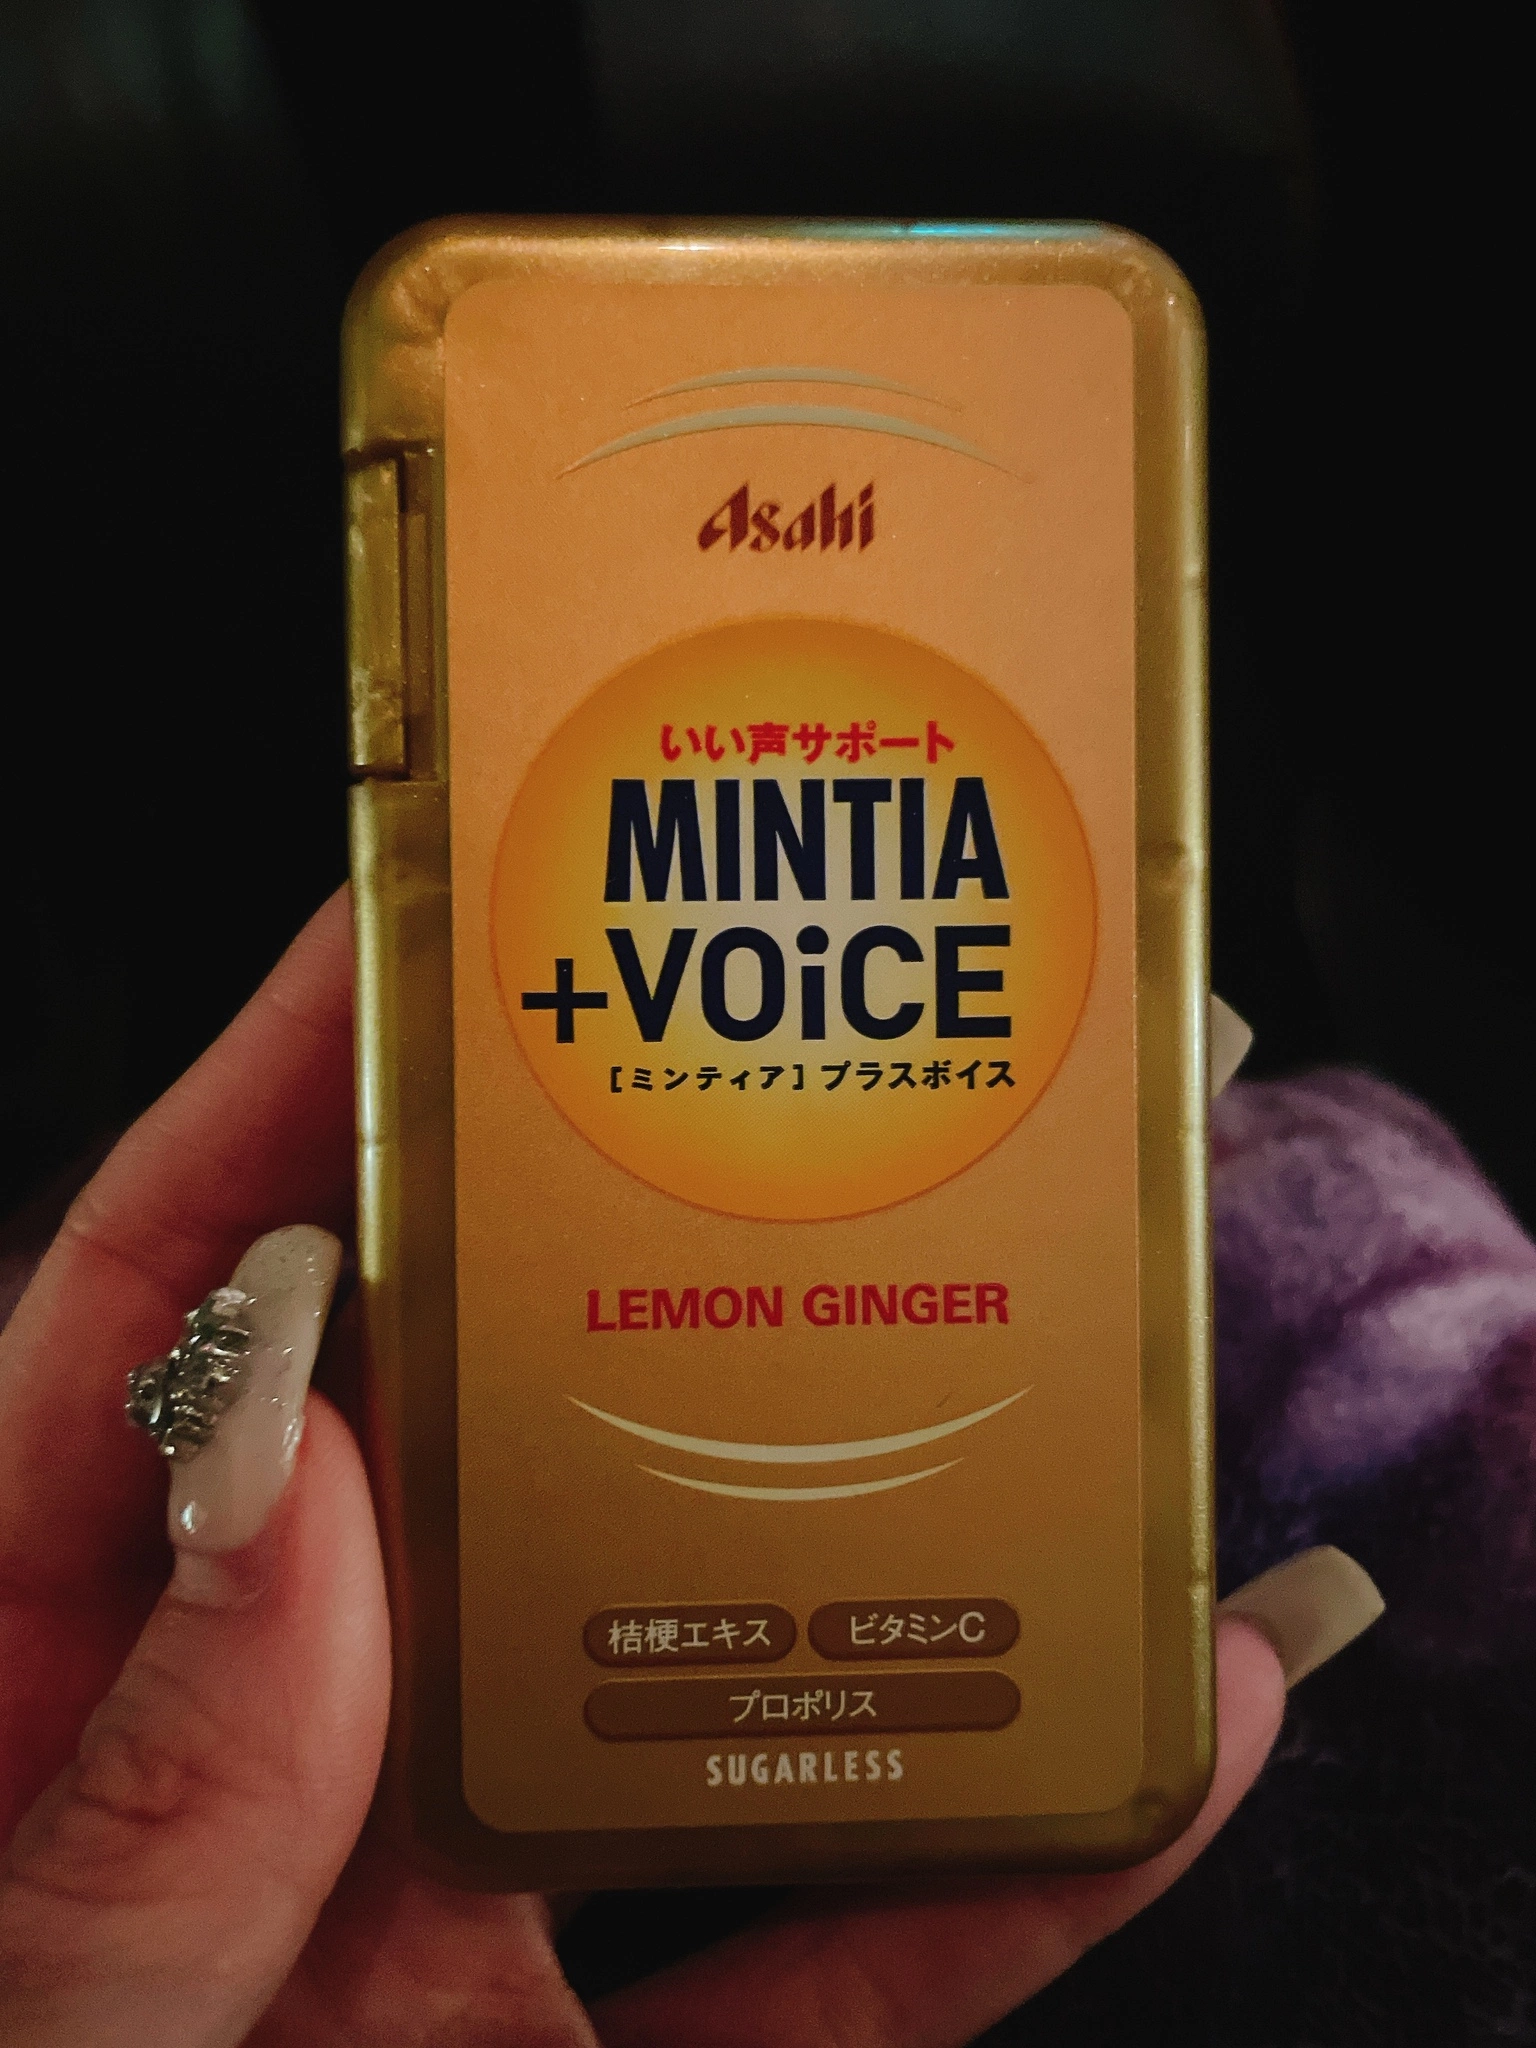 Asahi
いい声サポート
MINTIA
+VOiCE
[ミンティア]プラスボイス
LEMON GINGER
桔梗エキス ビタミンC
プロポリス
SUGARLESS